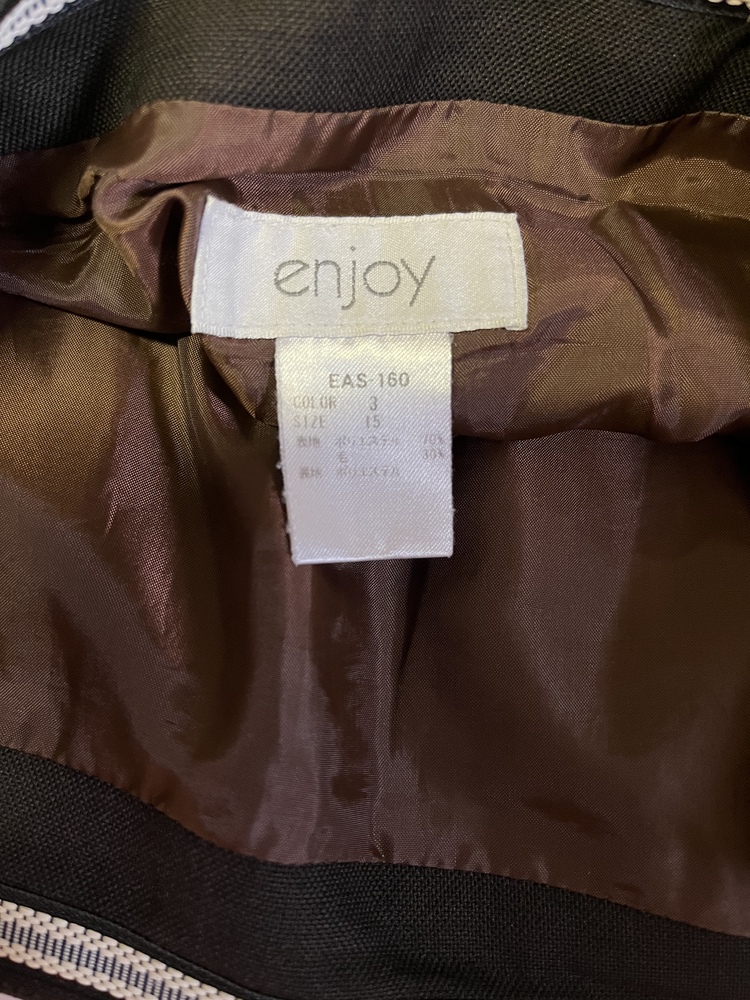 enjoy
EAS-160
COLOR 3
SIZE 15
表地 ポリエステル 70%
毛 30%
裏地 ポリエステル